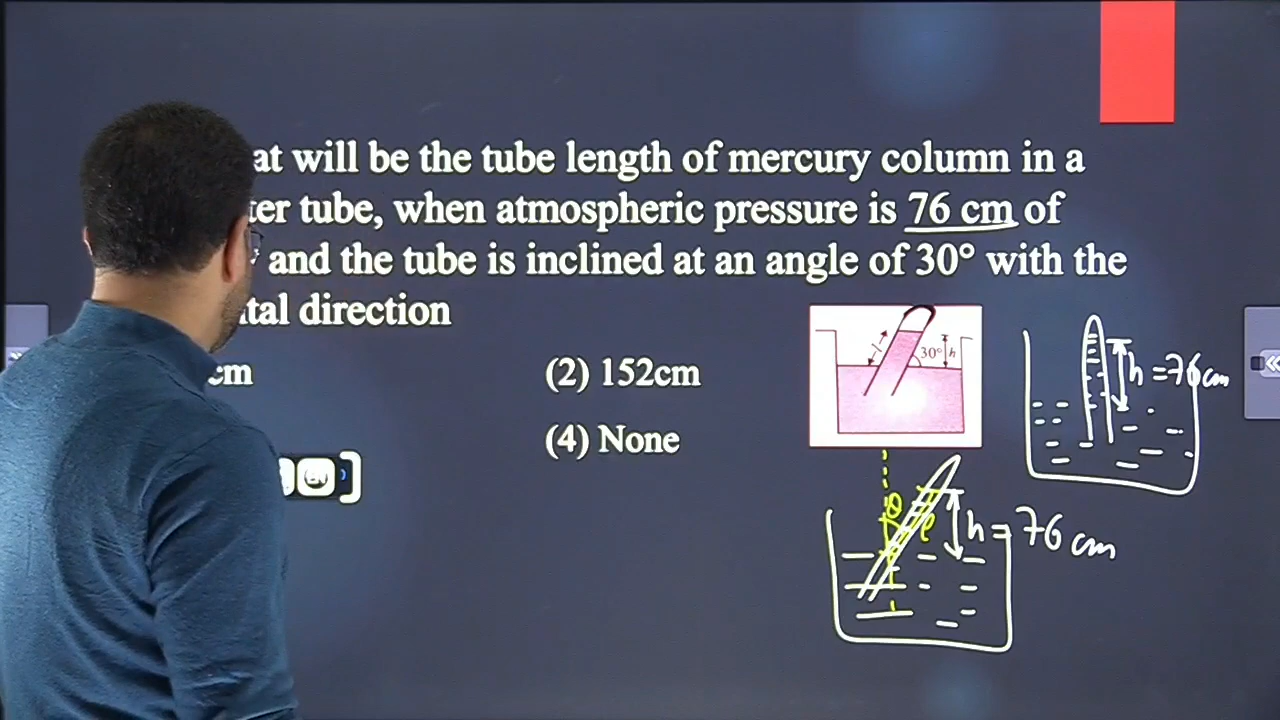 at will be the tube length of mercury column in a
ter tube, when atmospheric pressure is 76 cm of
and the tube is inclined at an angle of 30° with the
tal direction
cm
(2) 152cm
(4) None
l
30°
h
h = 76 cm
θ
l
h = 76 cm